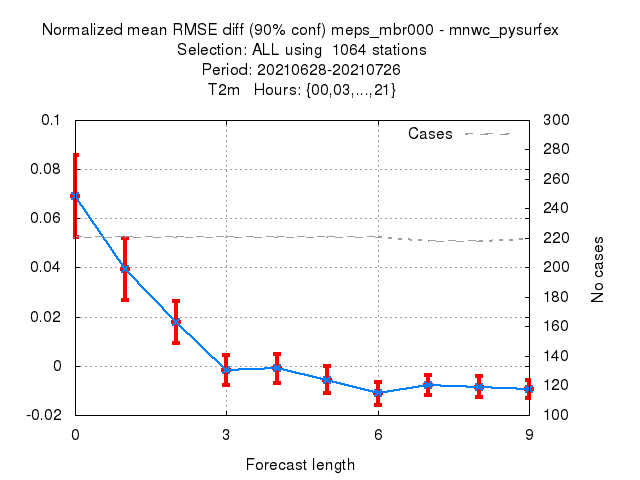 Normalized mean RMSE diff (90% conf) meps_mbr000 - mnwc_pysurfex
Selection: ALL using  1064 stations
Period: 20210628-20210726
T2m   Hours: {00,03,...,21}
Cases
0.1
0.08
0.06
0.04
0.02
0
-0.02
300
280
260
240
220
200
180
160
140
120
100
No cases
0 3 6 9
Forecast length